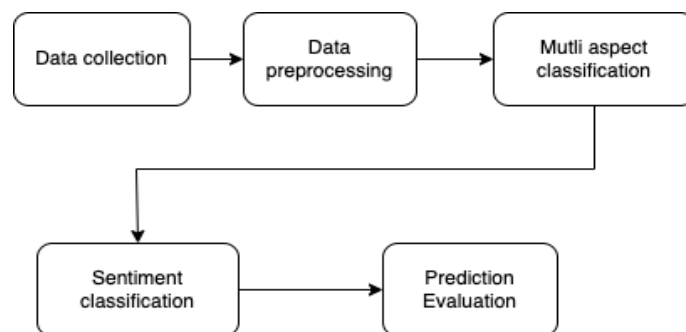 Data collection
Data
preprocessing
Mutli aspect
classification
Sentiment
classification
Prediction
Evaluation